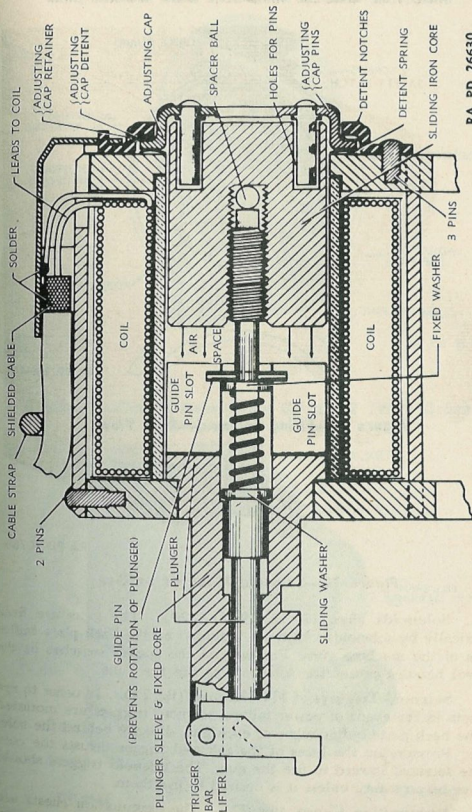 {ADJUSTING
{CAP RETAINER
{ADJUSTING
{CAP DETENT
ADJUSTING CAP
SPACER BALL
HOLES FOR PINS
{ADJUSTING
{CAP PINS
DETENT NOTCHES
DETENT SPRING
SLIDING IRON CORE
LEADS TO COIL
SOLDER
SHIELDED CABLE
CABLE STRAP
2 PINS
COIL
AIR
SPACE
GUIDE
PIN SLOT
GUIDE
PIN SLOT
COIL
3 PINS
FIXED WASHER
GUIDE PIN
(PREVENTS ROTATION OF PLUNGER)
PLUNGER
SLIDING WASHER
PLUNGER SLEEVE & FIXED CORE
TRIGGER
BAR
LIFTER
RA PD 26630